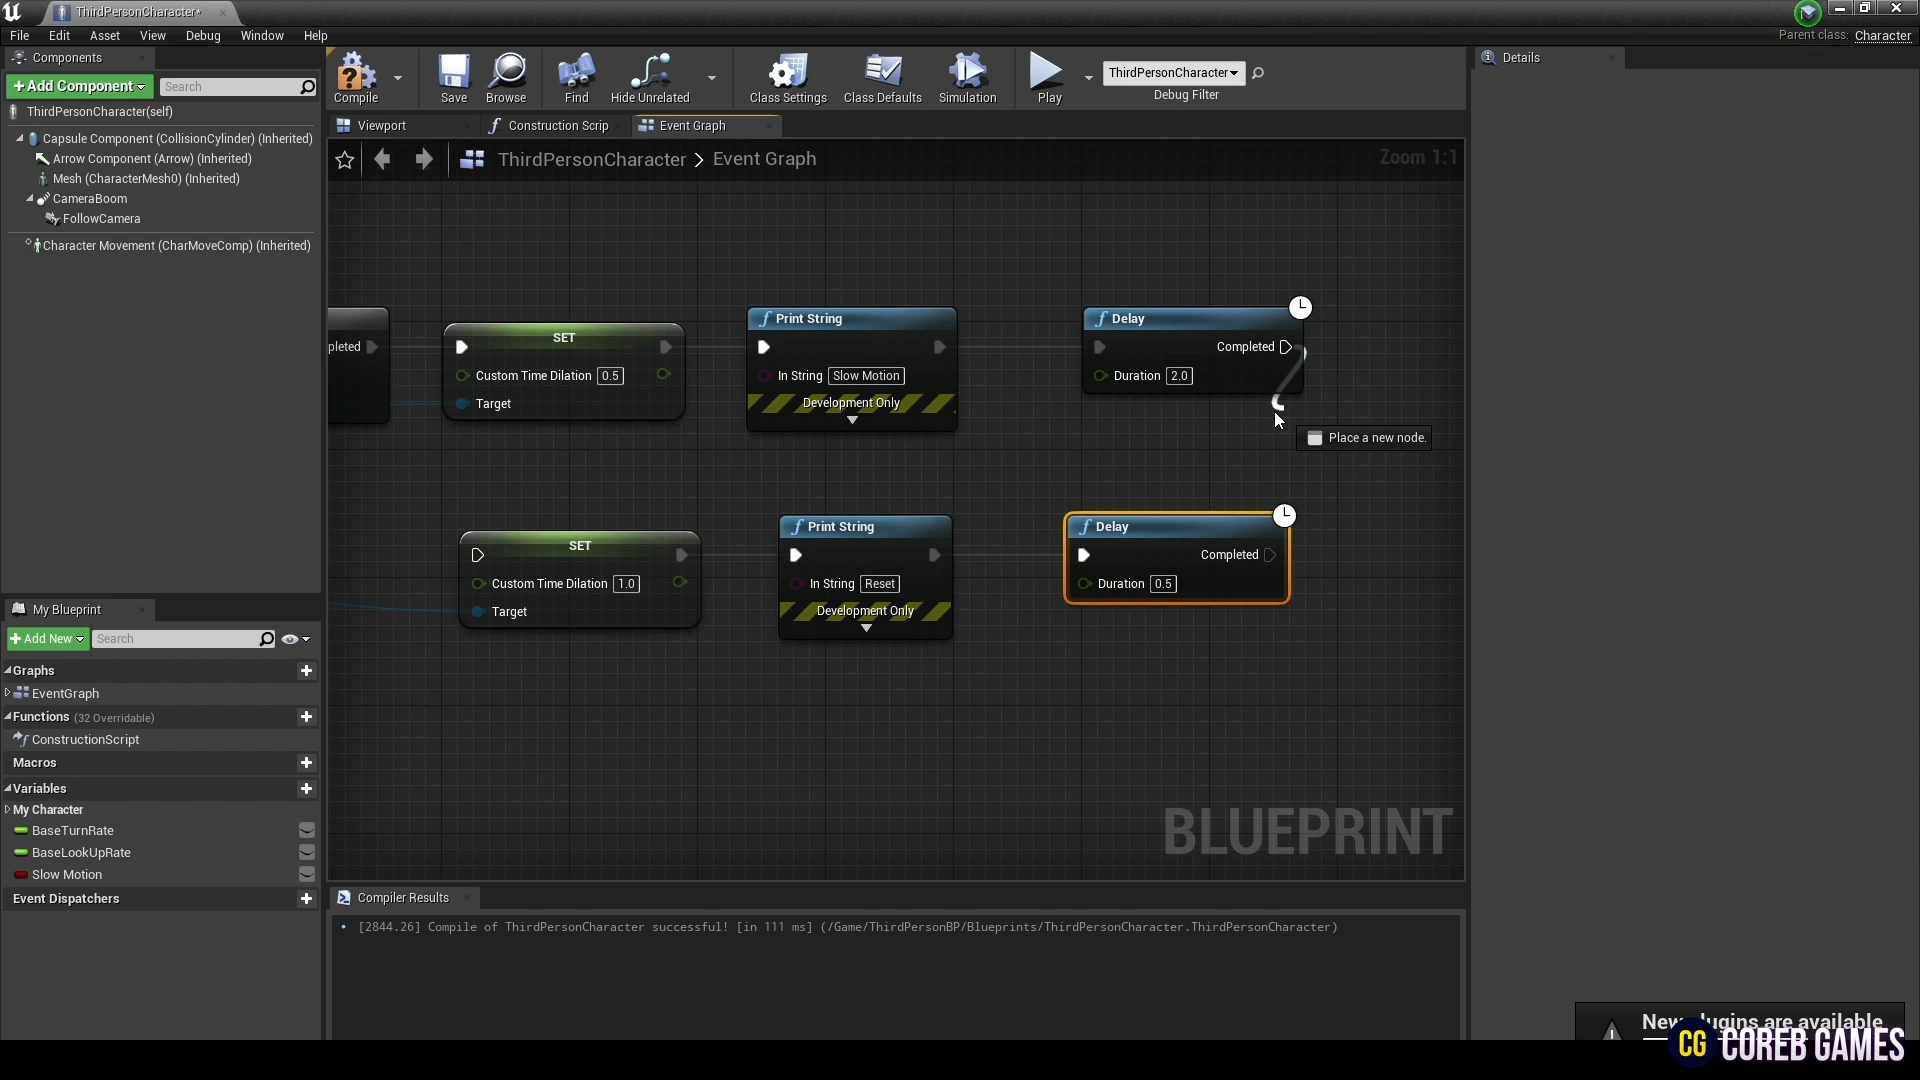 ThirdPersonCharacter*
File Edit Asset View Debug Window Help
Parent class: Character
Components
Add Component
Search
ThirdPersonCharacter(self)
Capsule Component (CollisionCylinder) (Inherited)
Arrow Component (Arrow) (Inherited)
Mesh (CharacterMesh0) (Inherited)
CameraBoom
FollowCamera
Character Movement (CharMoveComp) (Inherited)
My Blueprint
Add New
Search
Graphs
EventGraph
Functions (32 Overridable)
ConstructionScript
Macros
Variables
My Character
BaseTurnRate
BaseLookUpRate
Slow Motion
Event Dispatchers
Compile
Save
Browse
Find
Hide Unrelated
Class Settings
Class Defaults
Simulation
Play
ThirdPersonCharacter
Debug Filter
Viewport
Construction Scrip
Event Graph
ThirdPersonCharacter > Event Graph
Zoom 1:1
pleted
SET
Custom Time Dilation 0.5
Target
Print String
In String Slow Motion
Development Only
Delay
Completed
Duration 2.0
Place a new node.
SET
Custom Time Dilation 1.0
Target
Print String
In String Reset
Development Only
Delay
Completed
Duration 0.5
BLUEPRINT
Compiler Results
[2844.26] Compile of ThirdPersonCharacter successful! [in 111 ms] (/Game/ThirdPersonBP/Blueprints/ThirdPersonCharacter.ThirdPersonCharacter)
Details
New plugins are available
CG COREB GAMES